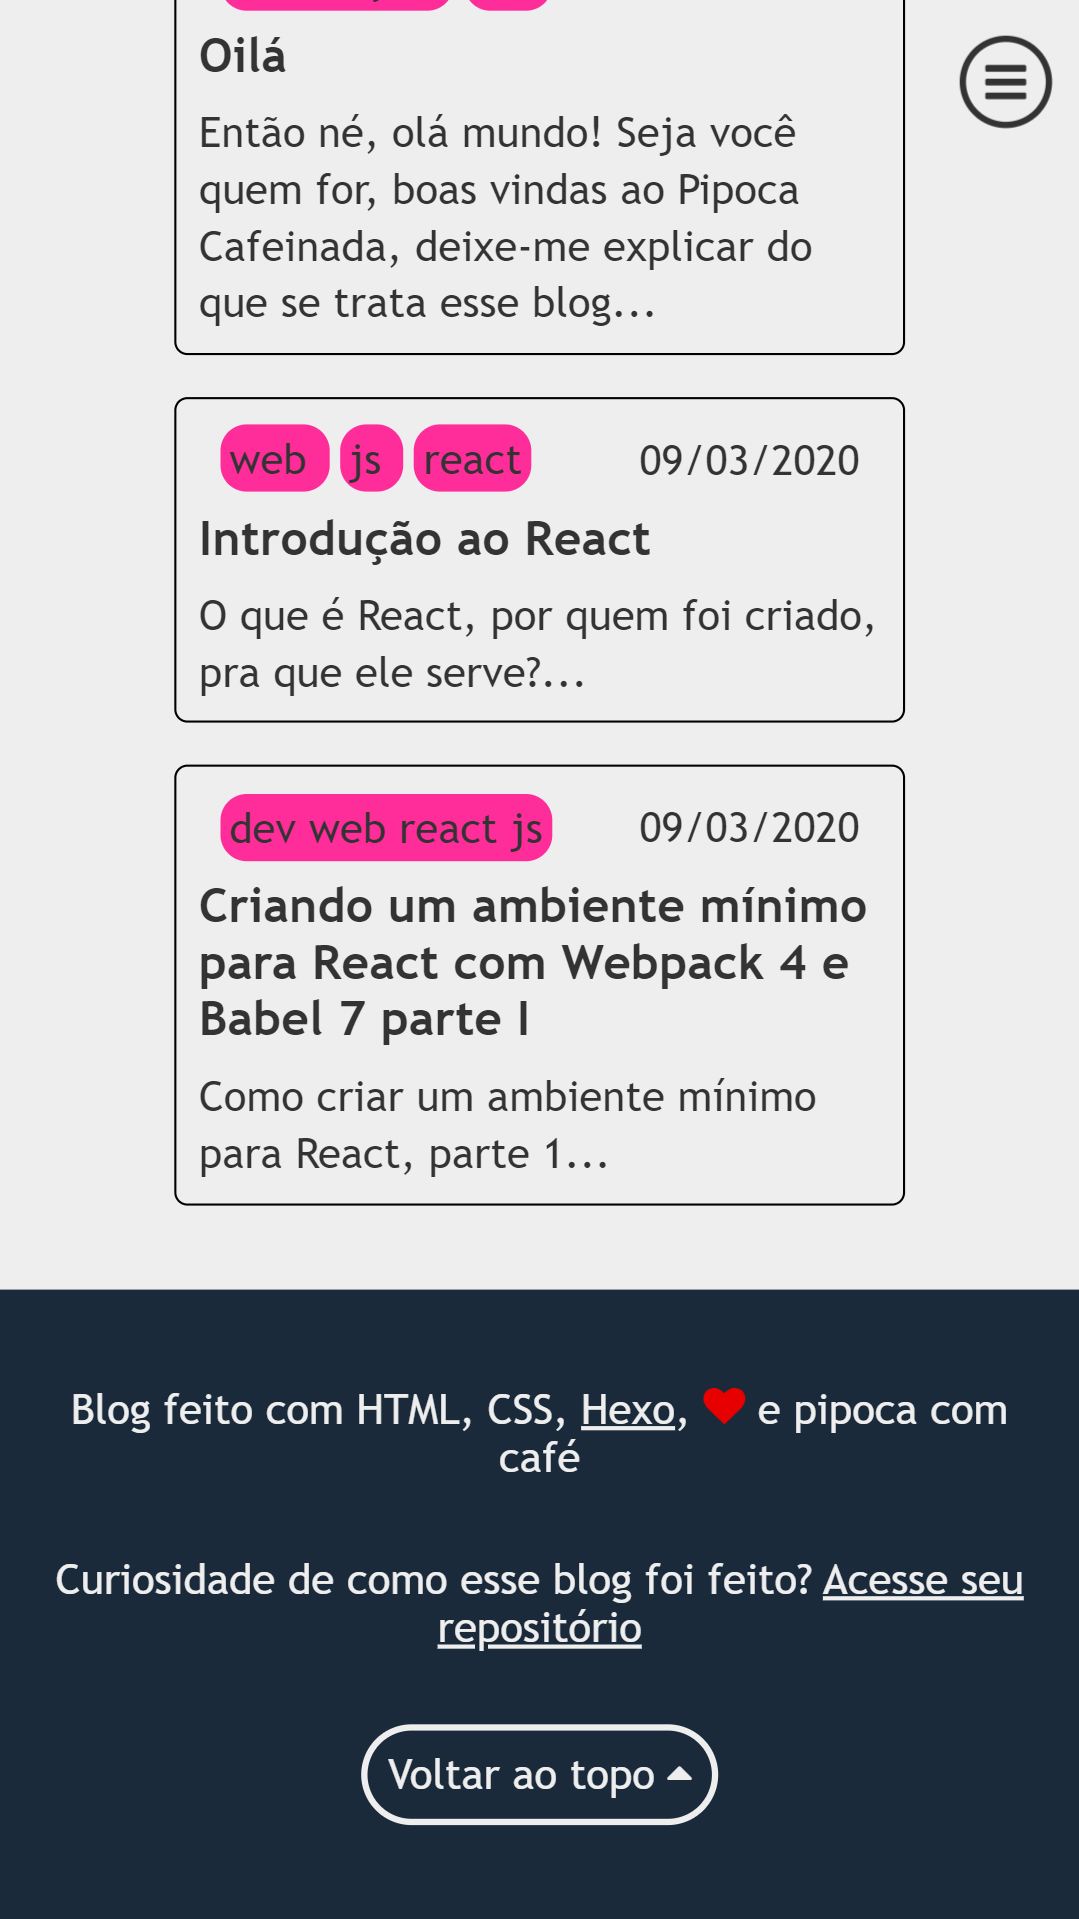 Oilá
Então né, olá mundo! Seja você
quem for, boas vindas ao Pipoca
Cafeinada, deixe-me explicar do
que se trata esse blog...
web js react 09/03/2020
Introdução ao React
O que é React, por quem foi criado,
pra que ele serve?...
dev web react js 09/03/2020
Criando um ambiente mínimo
para React com Webpack 4 e
Babel 7 parte I
Como criar um ambiente mínimo
para React, parte 1...
Blog feito com HTML, CSS, Hexo, ❤ e pipoca com
café
Curiosidade de como esse blog foi feito? Acesse seu
repositório
Voltar ao topo